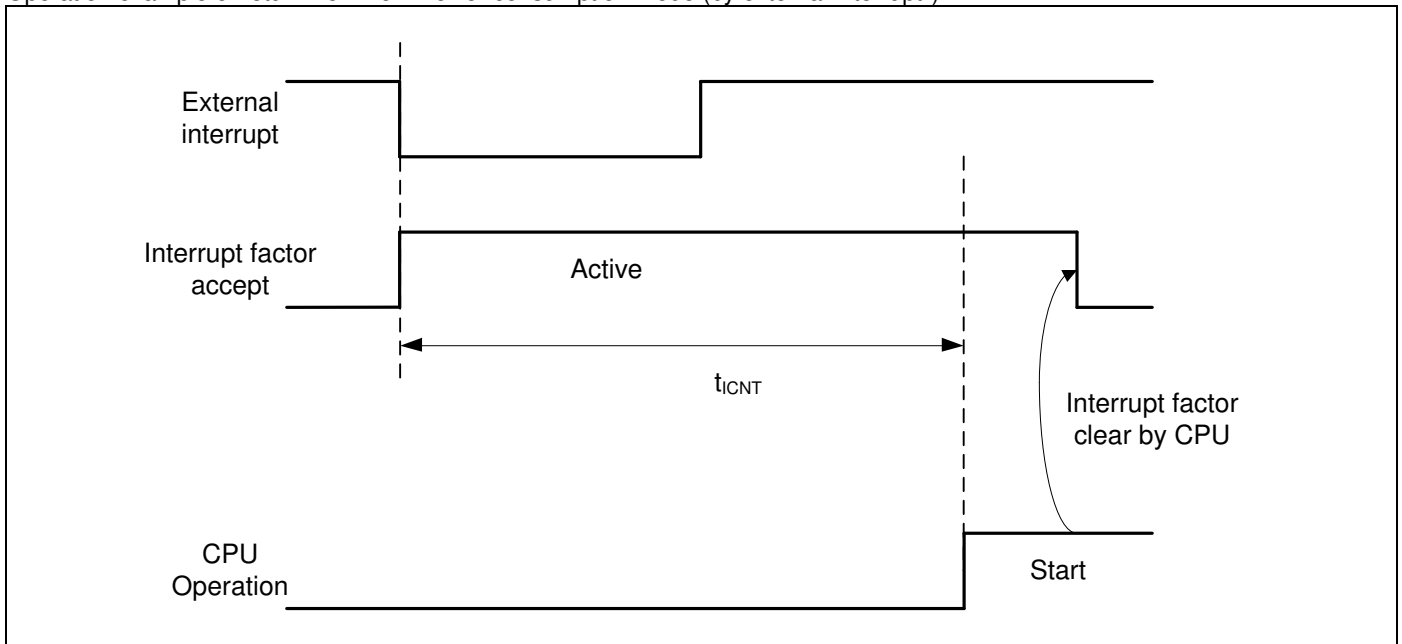 External
interrupt
Interrupt factor
accept
Active
tICNT
Interrupt factor
clear by CPU
CPU
Operation
Start